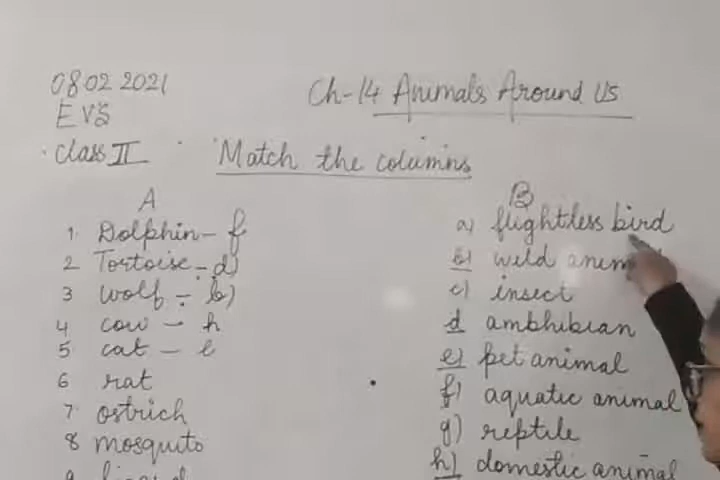 08.02.2021
Ch-14 Animals Around Us
EVS
Class II
Match the columns
A
B
1 Dolphin - f
2 Tortoise - d)
3 wolf - b)
4 cow - h
5 cat - e
6 rat
7 ostrich
8 mosquito
a) flightless bird
b) wild
c) insect
d ambhibian
e) pet animal
f) aquatic animal
g) reptile
h) domestic animal